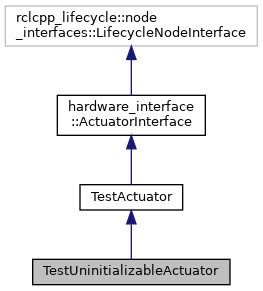 rclcpp_lifecycle::node
_interfaces::LifecycleNodeInterface
hardware_interface
::ActuatorInterface
TestActuator
TestUninitializableActuator